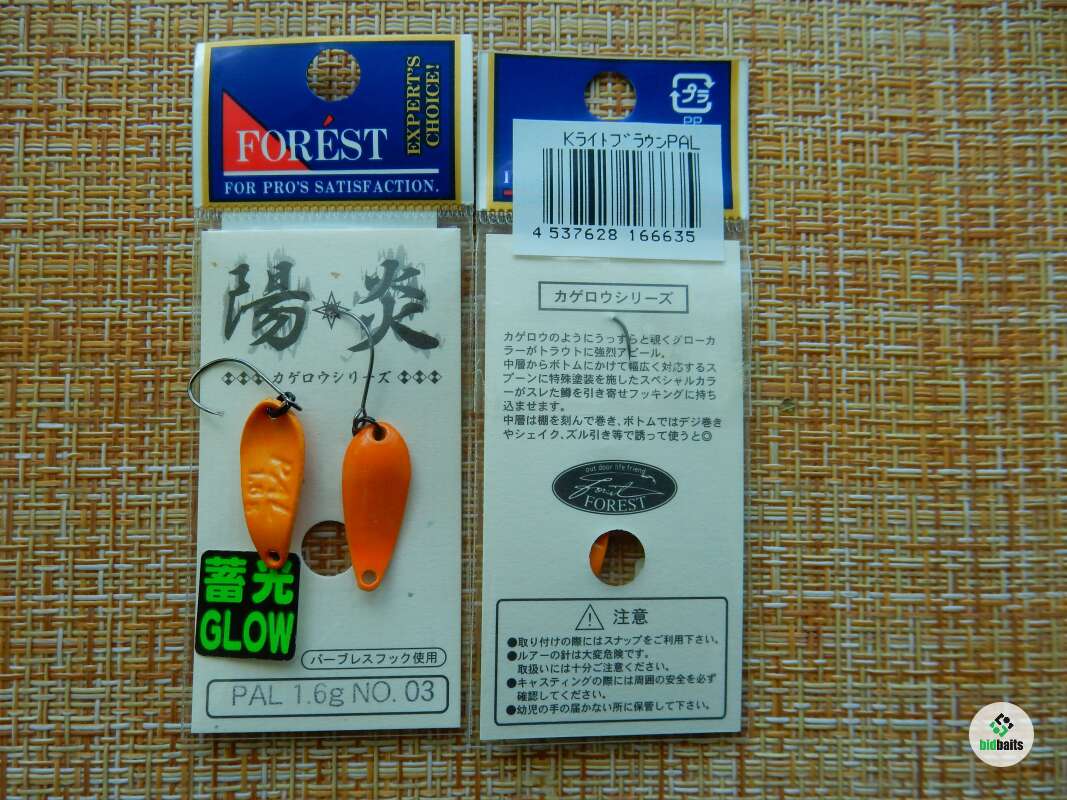 FORÉST
FOR PRO'S SATISFACTION.
EXPERT'S
CHOICE!
陽炎
カゲロウシリーズ
蓄光
GLOW
バーブレスフック使用
PAL 1.6g NO. 03
プラ
PP
KライトブラウンPAL
4 537628 166635
カゲロウシリーズ
カゲロウのようにうっすらと覗くグローカ
ラーがトラウトに強烈アピール。
中層からボトムにかけて幅広く対応するス
プーンに特殊塗装を施したスペシャルカラ
ーがスレた鱒を引き寄せフッキングに持ち
込ませます。
中層は棚を刻んで巻き、ボトムではデジ巻き
やシェイク、ズル引き等で誘って使うと◎
out door life friend
Forest
FOREST
注意
●取り付けの際にはスナップをご利用下さい。
●ルアーの針は大変危険です。
取扱いには十分ご注意ください。
●キャスティングの際には周囲の安全を必ず
確認してください。
●幼児の手の届かない所に保管して下さい。
bidbaits